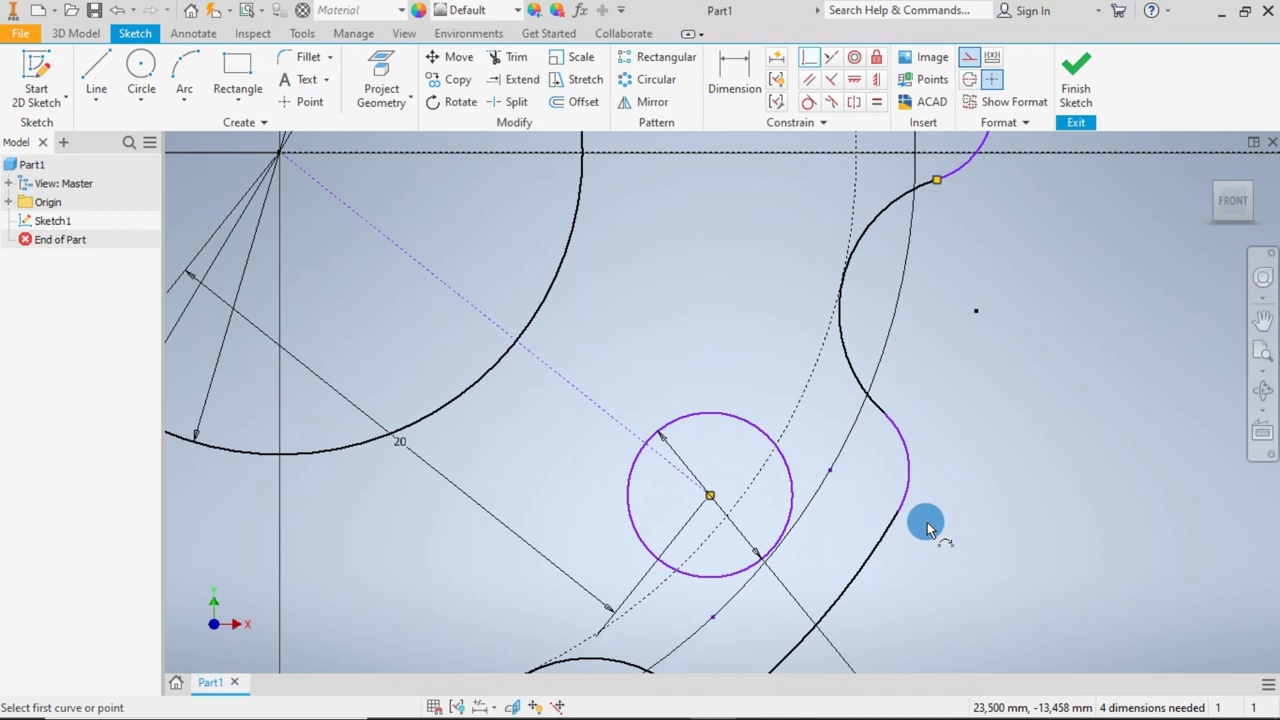 Material
Default
fx
Part1
Search Help & Commands...
Sign In
PRO
File
3D Model
Sketch
Annotate
Inspect
Tools
Manage
View
Environments
Get Started
Collaborate
Start
2D Sketch
Line
Circle
Arc
Rectangle
Fillet
Text
Point
Project
Geometry
Move
Trim
Scale
Copy
Extend
Stretch
Rotate
Split
Offset
Rectangular
Circular
Mirror
Dimension
Image
Points
ACAD
Show Format
Finish
Sketch
Sketch
Create
Modify
Pattern
Constrain
Insert
Format
Exit
Model
Part1
View: Master
Origin
Sketch1
End of Part
FRONT
20
Y
X
Part1
Select first curve or point
23,500 mm, -13,458 mm
4 dimensions needed
1
1